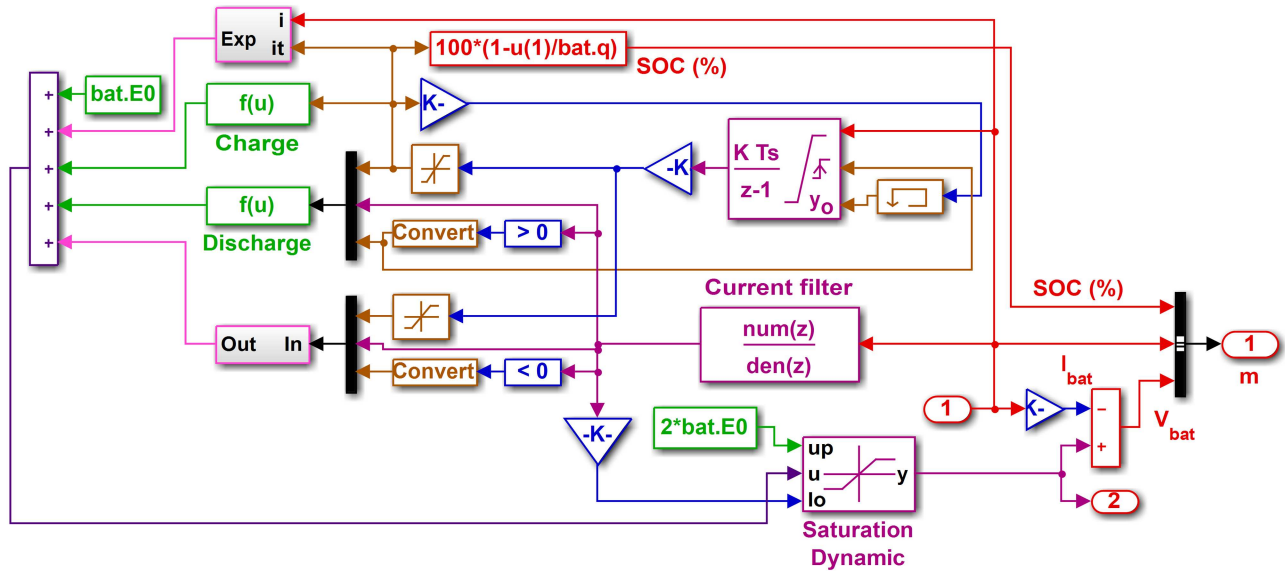 i
Exp
it
100*(1-u(1)/bat.q)
SOC (%)
bat.E0
+
+
+
+
+
f(u)
Charge
K-
K Ts
z-1
yo
-K
f(u)
Discharge
Convert
> 0
Current filter
SOC (%)
num(z)
den(z)
Out
In
Convert
< 0
1
m
Ibat
1
K-
−
+
Vbat
-K-
2*bat.E0
up
u
y
lo
2
Saturation
Dynamic